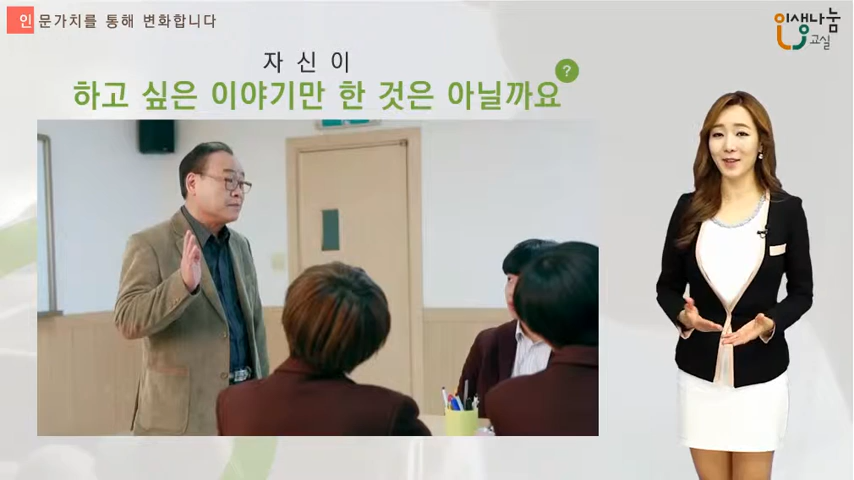 인문가치를 통해 변화합니다
인생나눔
교실
자신이
하고 싶은 이야기만 한 것은 아닐까요?